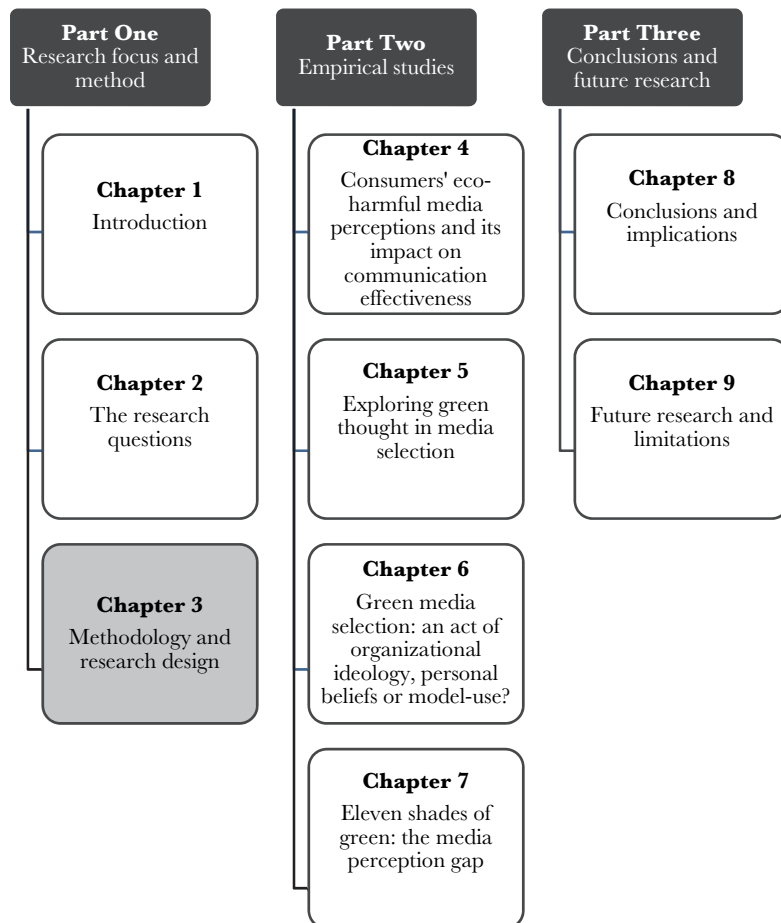 Part One
Research focus and
method
Chapter 1
Introduction
Chapter 2
The research
questions
Chapter 3
Methodology and
research design
Part Two
Empirical studies
Chapter 4
Consumers' eco-
harmful media
perceptions and its
impact on
communication
effectiveness
Chapter 5
Exploring green
thought in media
selection
Chapter 6
Green media
selection: an act of
organizational
ideology, personal
beliefs or model-use?
Chapter 7
Eleven shades of
green: the media
perception gap
Part Three
Conclusions and
future research
Chapter 8
Conclusions and
implications
Chapter 9
Future research and
limitations